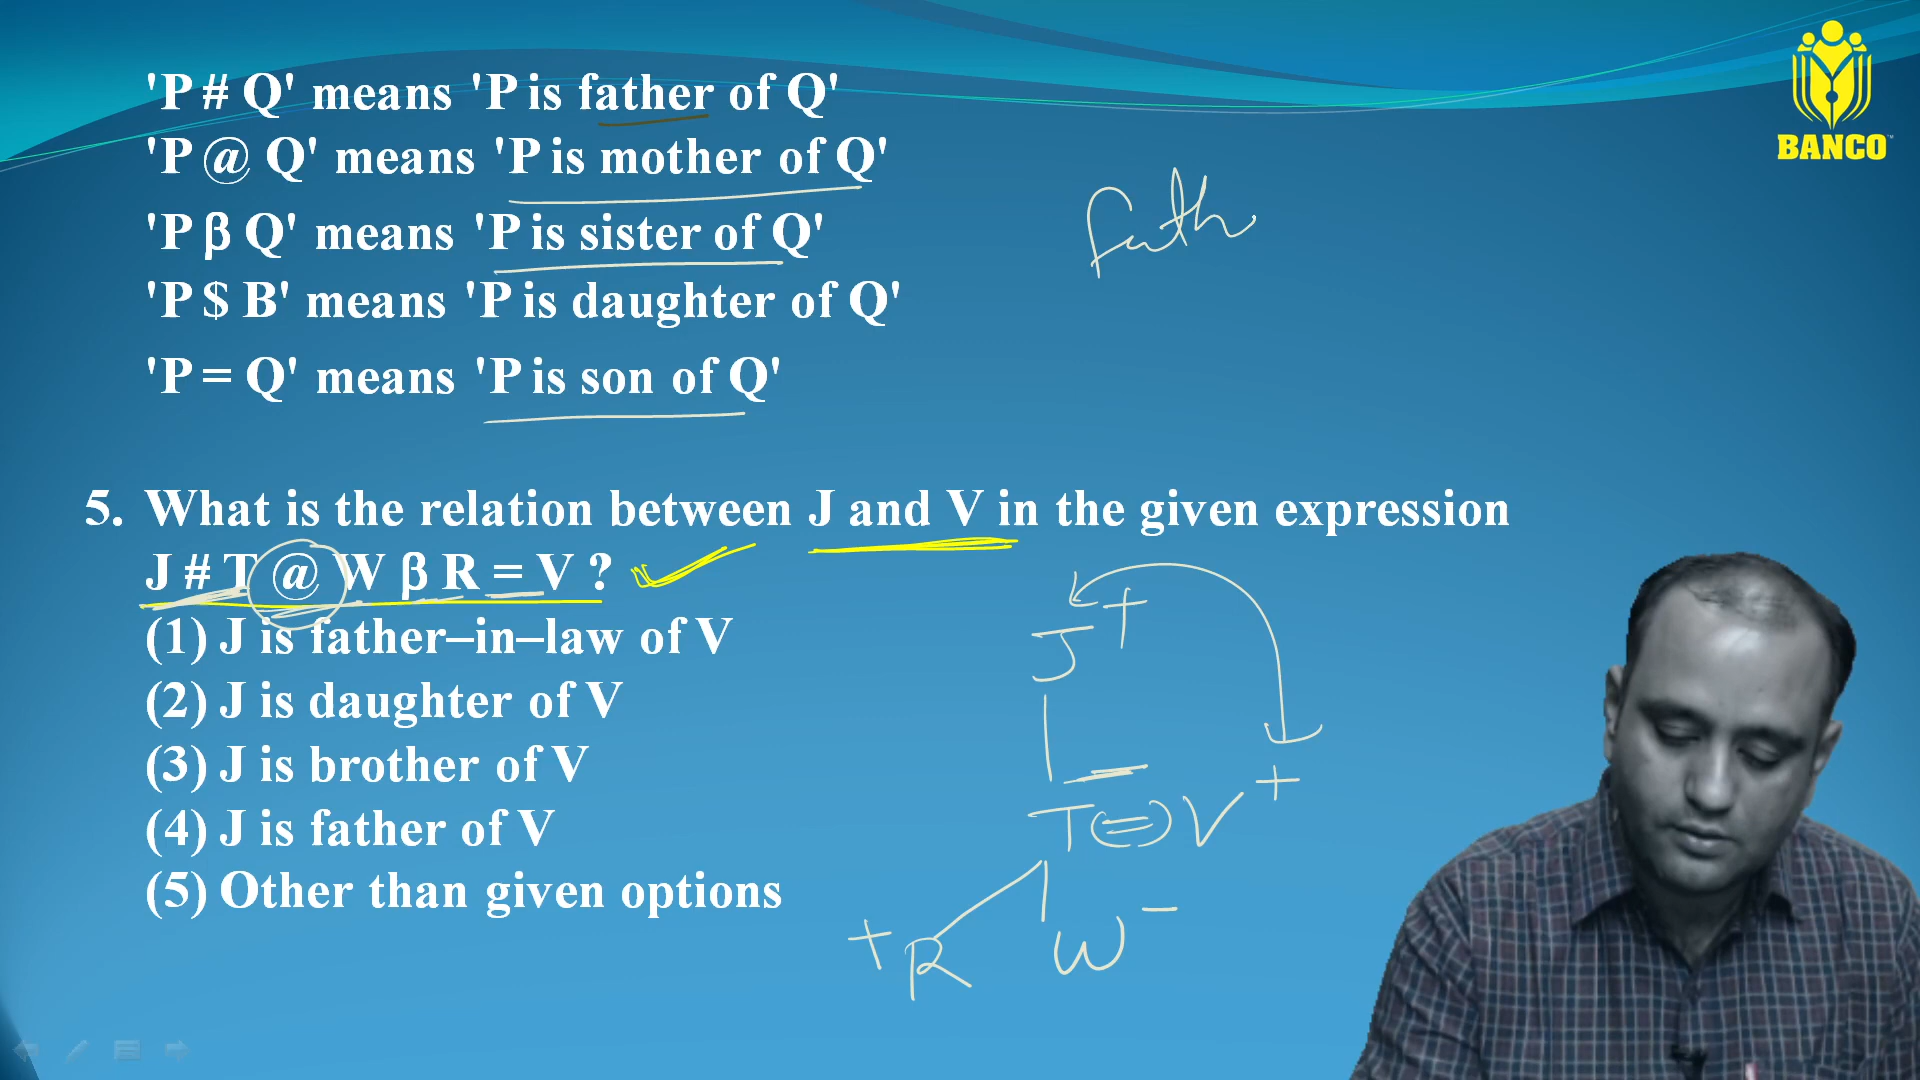 'P # Q' means 'P is father of Q'
'P @ Q' means 'P is mother of Q'
'P β Q' means 'P is sister of Q'
'P $ B' means 'P is daughter of Q'
'P = Q' means 'P is son of Q'
BANCO
Fath
5. What is the relation between J and V in the given expression
J # T @ W β R = V ?
(1) J is father–in–law of V
(2) J is daughter of V
(3) J is brother of V
(4) J is father of V
(5) Other than given options
J +
T = V +
+ R W -